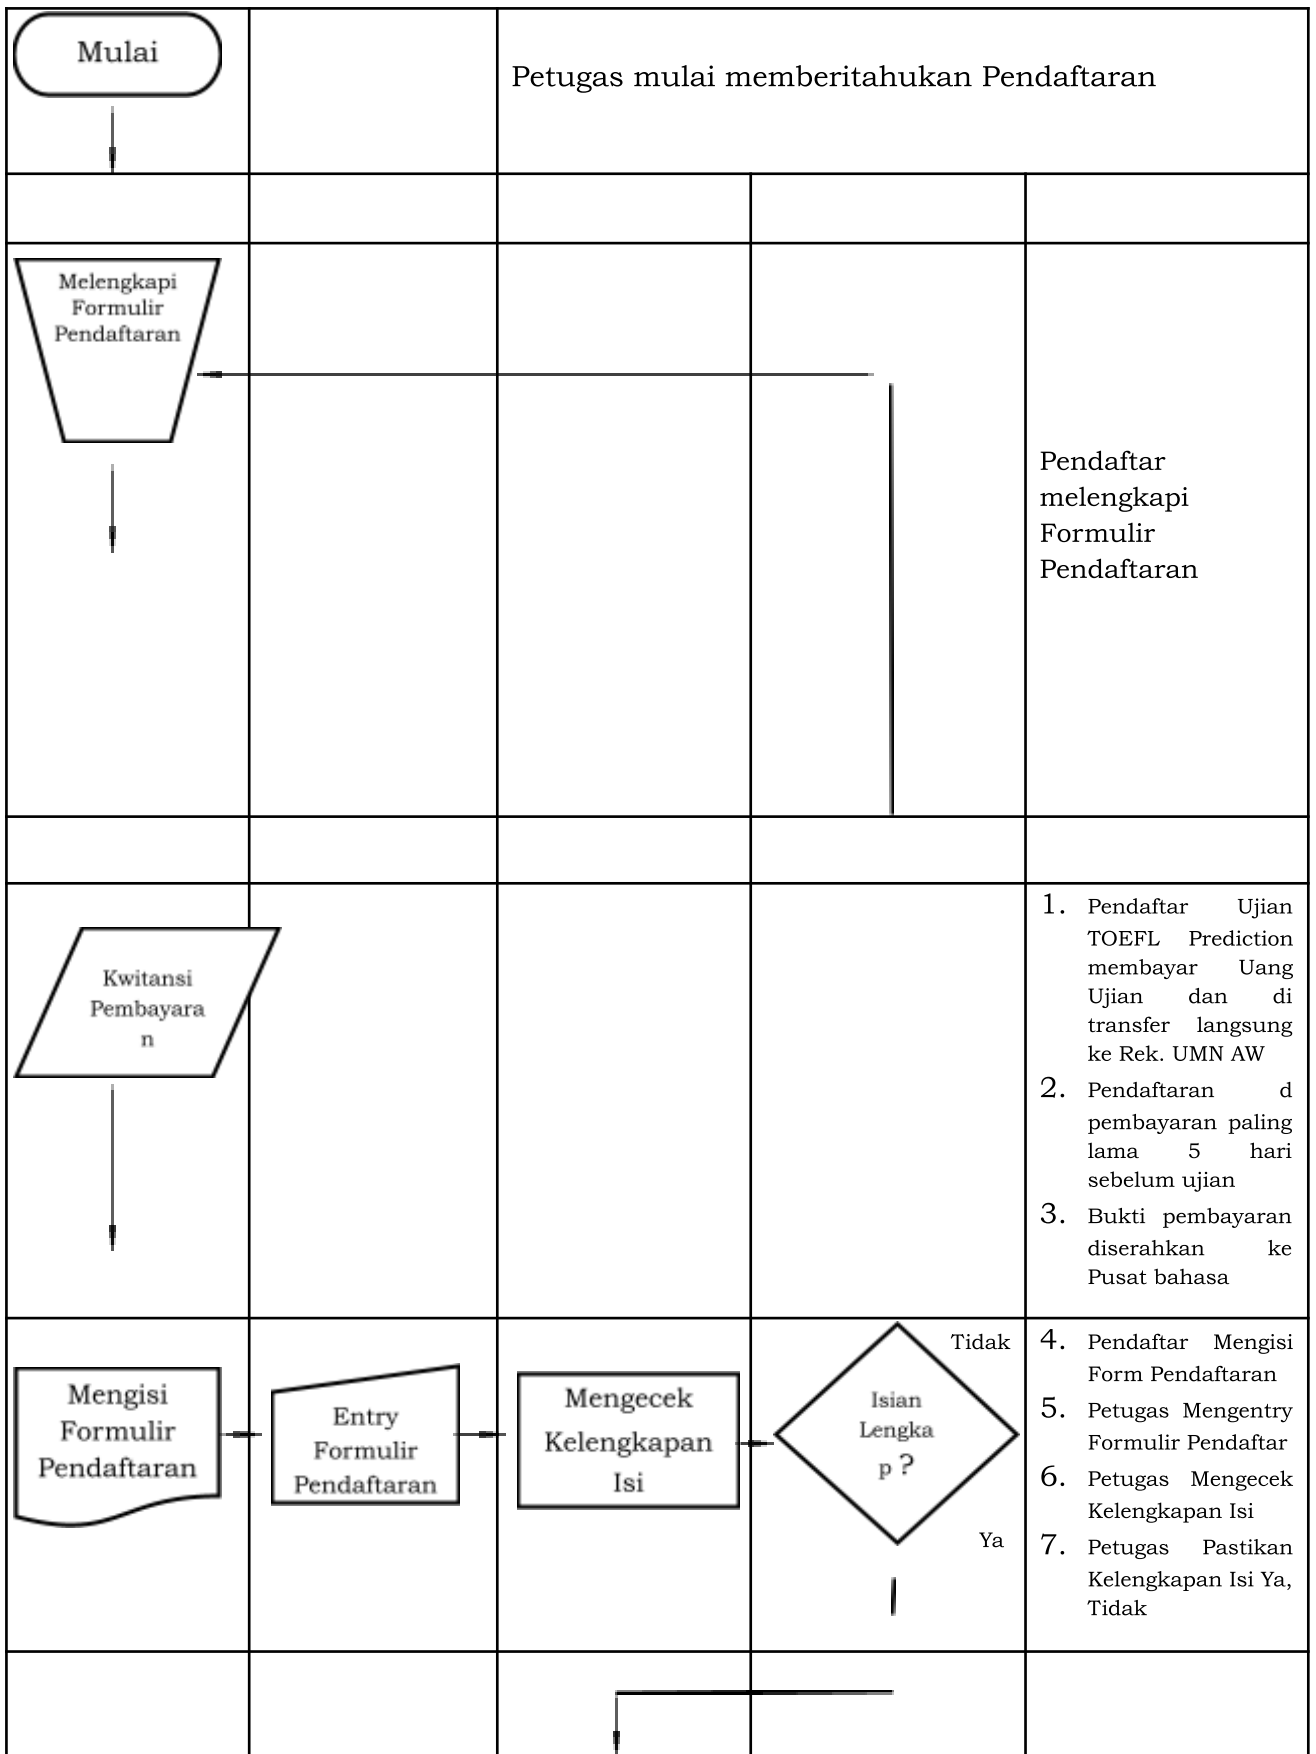 Mulai
Petugas mulai memberitahukan Pendaftaran
Melengkapi
Formulir
Pendaftaran
Pendaftar
melengkapi
Formulir
Pendaftaran
Kwitansi
Pembayara
n
1. Pendaftar Ujian
TOEFL Prediction
membayar Uang
Ujian dan di
transfer langsung
ke Rek. UMN AW
2. Pendaftaran d
pembayaran paling
lama 5 hari
sebelum ujian
3. Bukti pembayaran
diserahkan ke
Pusat bahasa
Mengisi
Formulir
Pendaftaran
Entry
Formulir
Pendaftaran
Mengecek
Kelengkapan
Isi
Isian
Lengka
p ?
Tidak
Ya
4. Pendaftar Mengisi
Form Pendaftaran
5. Petugas Mengentry
Formulir Pendaftar
6. Petugas Mengecek
Kelengkapan Isi
7. Petugas Pastikan
Kelengkapan Isi Ya,
Tidak